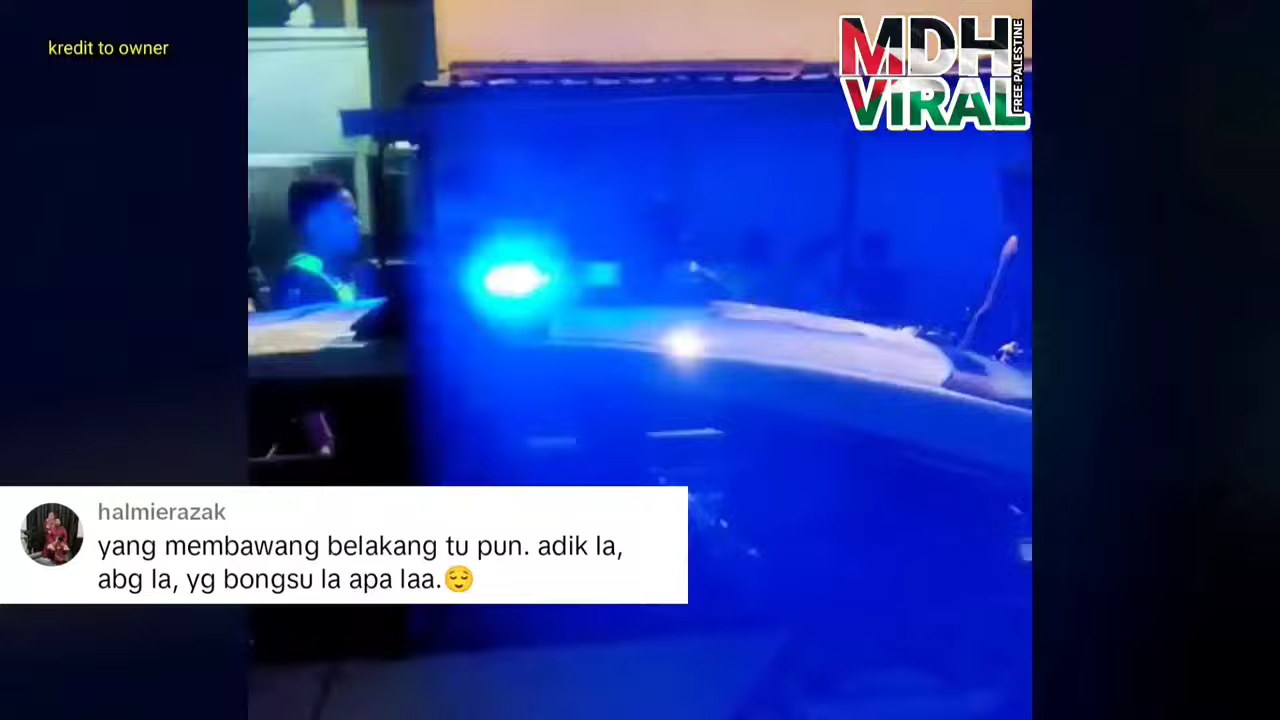 kredit to owner
MDH
VIRAL
FREE PALESTINE
halmierazak
yang membawang belakang tu pun. adik la,
abg la, yg bongsu la apa laa.😌